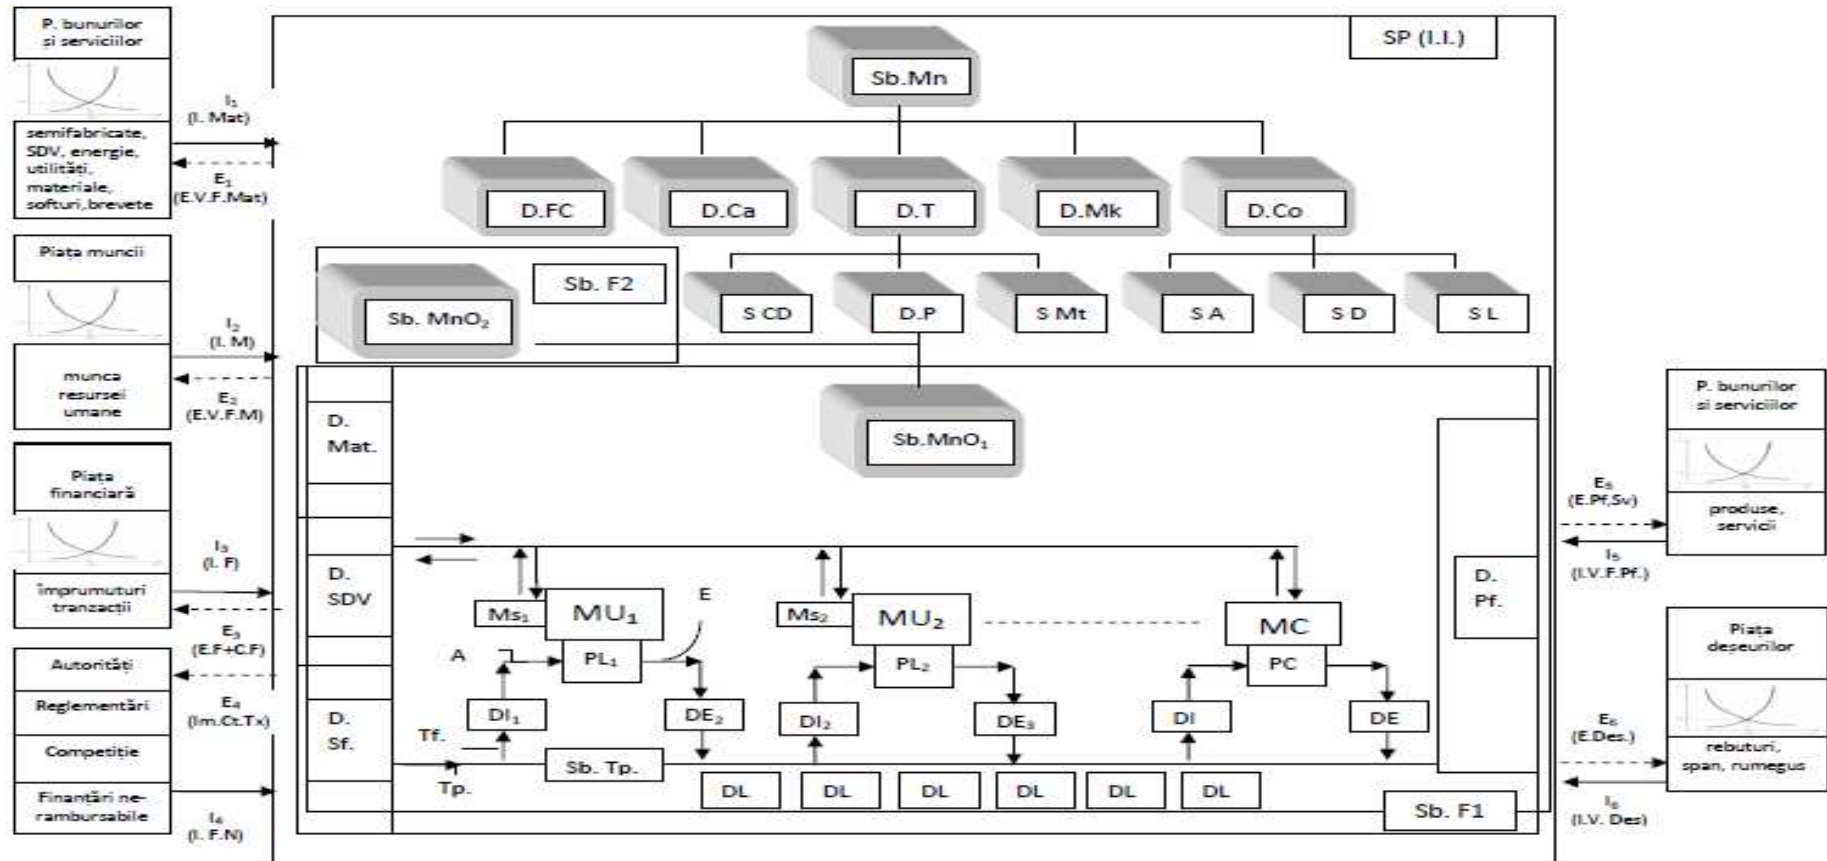 P. bunurilor
si serviciilor
I₁
(I. Mat)
semifabricate,
SDV, energie,
utilități,
materiale,
softuri,brevete
E₁
(E.V.F.Mat)
Piața muncii
I₂
(I. M)
munca
resursei
umane
E₂
(E.V.F.M)
Piața
financiară
I₃
(I. F)
împrumuturi
tranzacții
E₃
(E.F+C.F)
Autorități
Reglementări
Competiție
Finanțări ne-
rambursabile
E₄
(Im.Ct.Tx)
I₄
(I. F.N)
SP (I.I.)
Sb.Mn
D.FC
D.Ca
D.T
D.Mk
D.Co
Sb. F2
Sb. MnO₂
S CD
D.P
S Mt
S A
S D
S L
Sb.MnO₁
D.
Mat.
D.
SDV
D.
Sf.
Ms₁
MU₁
E
Ms₂
MU₂
MC
A
PL₁
PL₂
PC
DI₁
DE₂
DI₂
DE₃
DI
DE
Tf.
Tp.
Sb. Tp.
DL
DL
DL
DL
DL
DL
Sb. F1
D.
Pf.
P. bunurilor
si serviciilor
E₅
(E.Pf,Sv)
produse,
servicii
I₅
(I.V.F.Pf.)
Piața
deșeurilor
E₆
(E.Des.)
rebuturi,
span, rumegus
I₆
(I.V. Des)